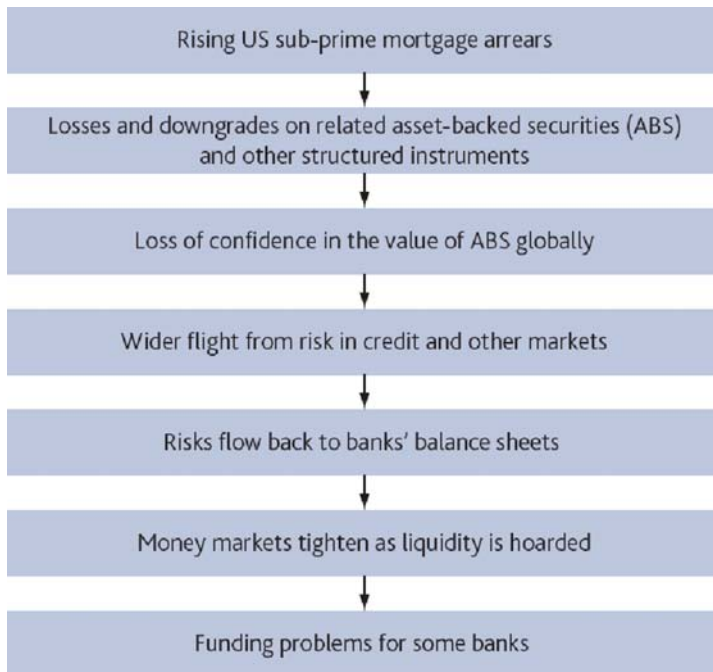 Rising US sub-prime mortgage arrears
Losses and downgrades on related asset-backed securities (ABS)
and other structured instruments
Loss of confidence in the value of ABS globally
Wider flight from risk in credit and other markets
Risks flow back to banks’ balance sheets
Money markets tighten as liquidity is hoarded
Funding problems for some banks